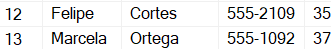 12 Felipe Cortes 555-2109 35
13 Marcela Ortega 555-1092 37